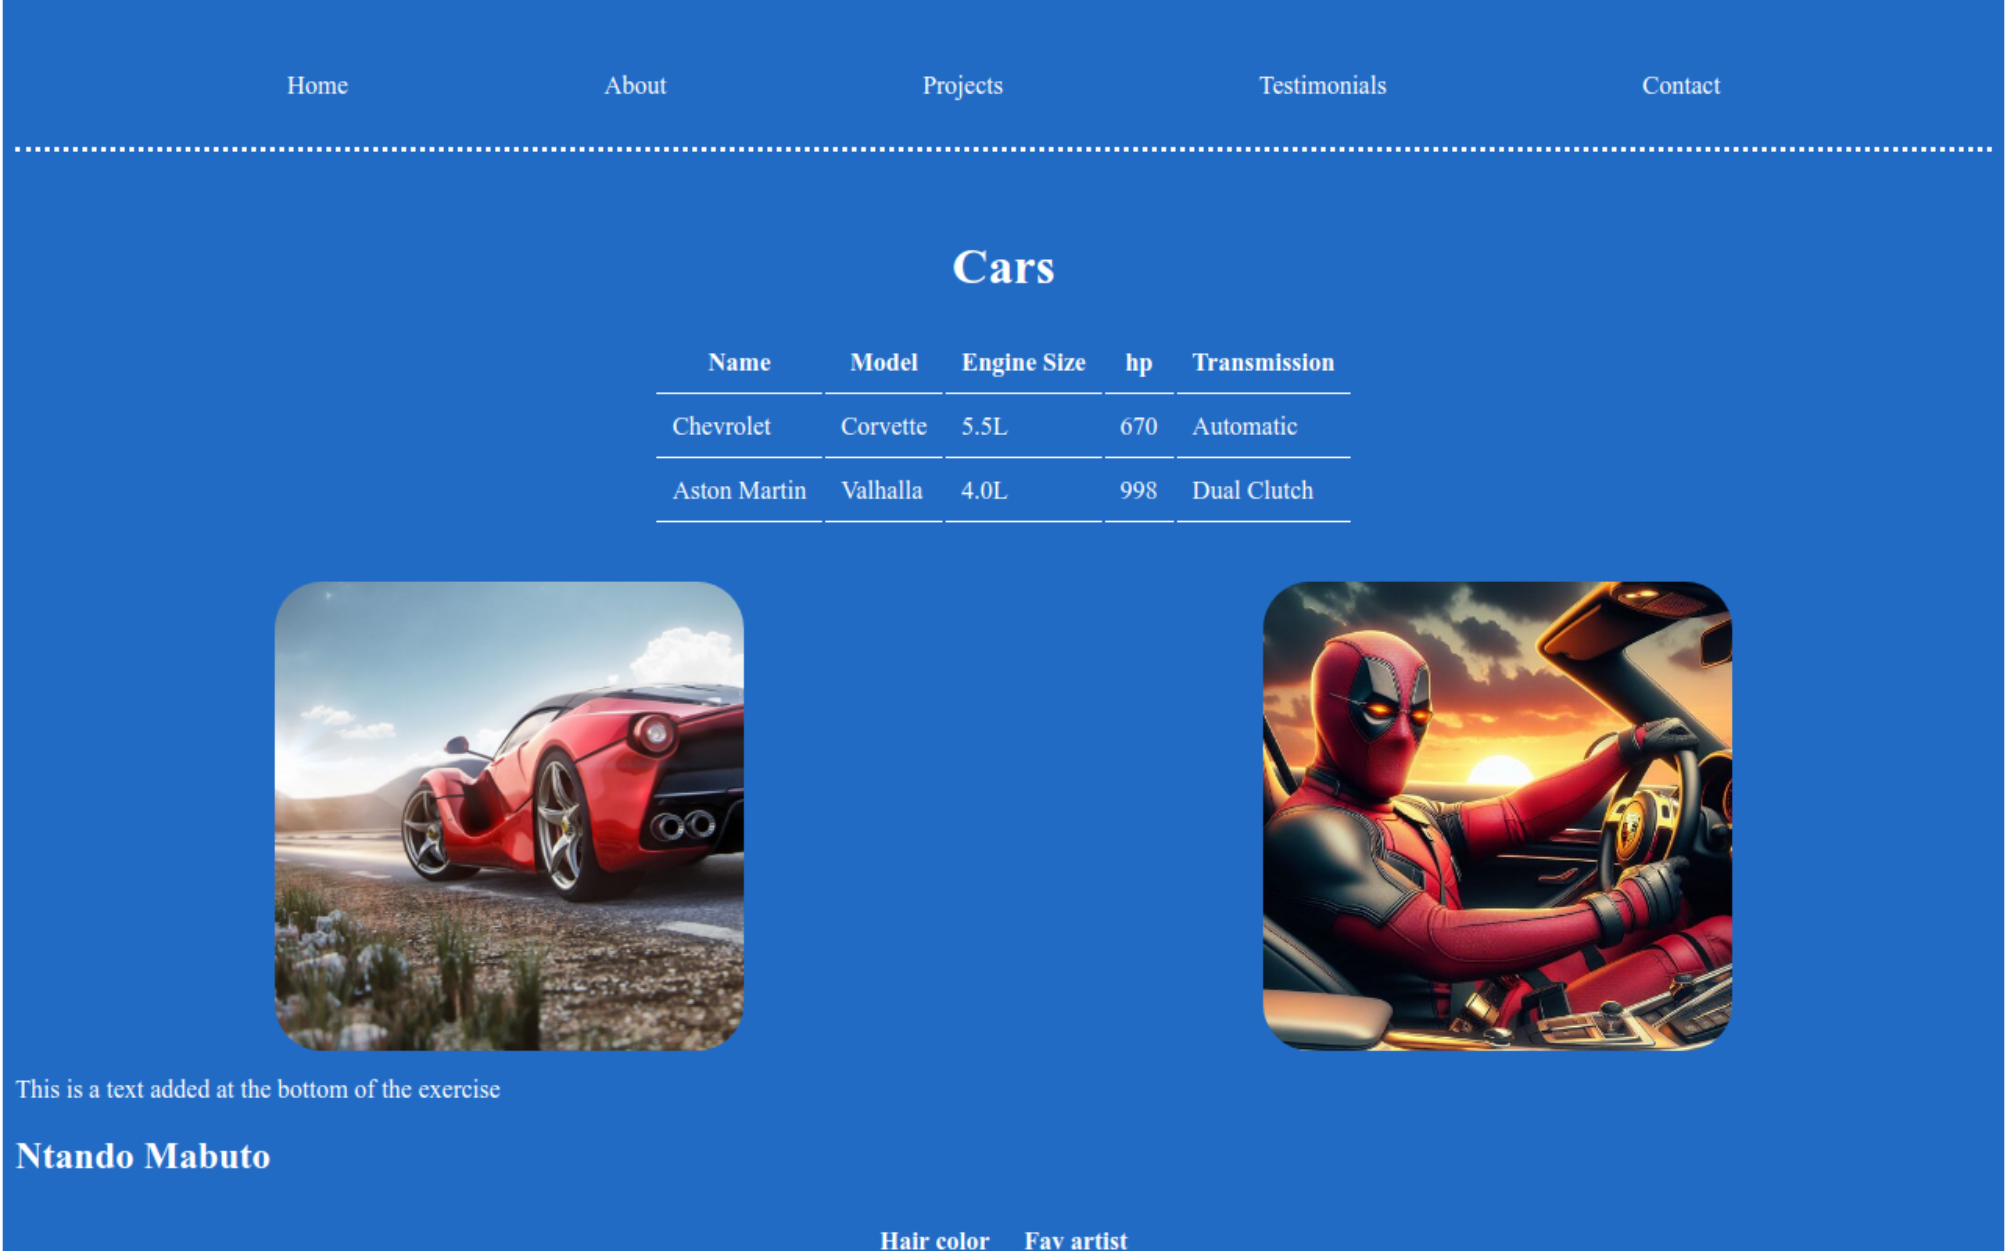 Home About Projects Testimonials Contact
Cars
Name Model Engine Size hp Transmission
Chevrolet Corvette 5.5L 670 Automatic
Aston Martin Valhalla 4.0L 998 Dual Clutch
This is a text added at the bottom of the exercise
Ntando Mabuto
Hair color Fav artist